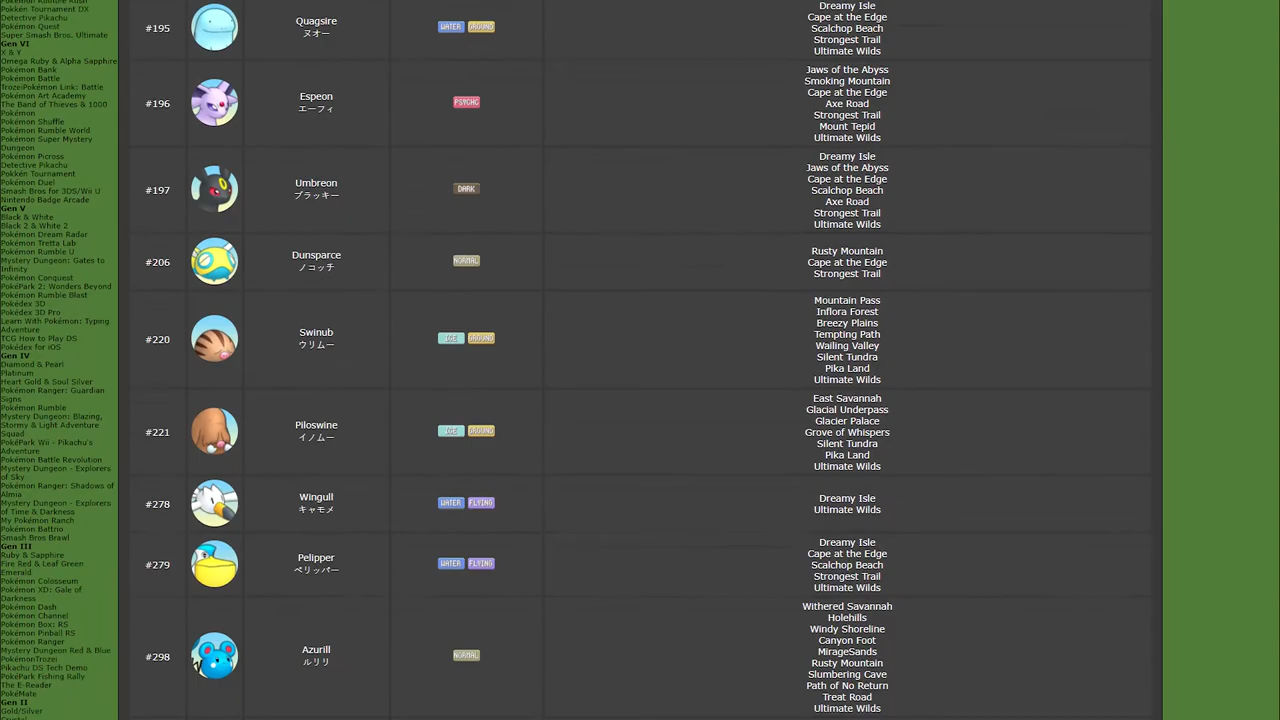 Pokémon Rumble Rush
Pokkén Tournament DX
Detective Pikachu
Pokémon Quest
Super Smash Bros. Ultimate
Gen VI
X & Y
Omega Ruby & Alpha Sapphire
Pokémon Bank
Pokémon Battle
TrozeiPokémon Link: Battle
Pokémon Art Academy
The Band of Thieves & 1000
Pokémon
Pokémon Shuffle
Pokémon Rumble World
Pokémon Super Mystery
Dungeon
Pokémon Picross
Detective Pikachu
Pokkén Tournament
Pokémon Duel
Smash Bros for 3DS/Wii U
Nintendo Badge Arcade
Gen V
Black & White
Black 2 & White 2
Pokémon Dream Radar
Pokémon Tretta Lab
Pokémon Rumble U
Mystery Dungeon: Gates to
Infinity
Pokémon Conquest
PokéPark 2: Wonders Beyond
Pokémon Rumble Blast
Pokédex 3D
Pokédex 3D Pro
Learn With Pokémon: Typing
Adventure
TCG How to Play DS
Pokédex for iOS
Gen IV
Diamond & Pearl
Platinum
Heart Gold & Soul Silver
Pokémon Ranger: Guardian
Signs
Pokémon Rumble
Mystery Dungeon: Blazing,
Stormy & Light Adventure
Squad
PokéPark Wii - Pikachu's
Adventure
Pokémon Battle Revolution
Mystery Dungeon - Explorers
of Sky
Pokémon Ranger: Shadows of
Almia
Mystery Dungeon - Explorers
of Time & Darkness
My Pokémon Ranch
Pokémon Battrio
Smash Bros Brawl
Gen III
Ruby & Sapphire
Fire Red & Leaf Green
Emerald
Pokémon Colosseum
Pokémon XD: Gale of
Darkness
Pokémon Dash
Pokémon Channel
Pokémon Box: RS
Pokémon Pinball RS
Pokémon Ranger
Mystery Dungeon Red & Blue
PokémonTrozei
Pikachu DS Tech Demo
PokéPark Fishing Rally
The E-Reader
PokéMate
Gen II
Gold/Silver
Crystal
#195
Quagsire
ヌオー
WATER GROUND
Dreamy Isle
Cape at the Edge
Scalchop Beach
Strongest Trail
Ultimate Wilds
#196
Espeon
エーフィ
PSYCHC
Jaws of the Abyss
Smoking Mountain
Cape at the Edge
Axe Road
Strongest Trail
Mount Tepid
Ultimate Wilds
#197
Umbreon
ブラッキー
DARK
Dreamy Isle
Jaws of the Abyss
Cape at the Edge
Scalchop Beach
Axe Road
Strongest Trail
Ultimate Wilds
#206
Dunsparce
ノコッチ
NORMAL
Rusty Mountain
Cape at the Edge
Strongest Trail
#220
Swinub
ウリムー
ICE GROUND
Mountain Pass
Inflora Forest
Breezy Plains
Tempting Path
Wailing Valley
Silent Tundra
Pika Land
Ultimate Wilds
#221
Piloswine
イノムー
ICE GROUND
East Savannah
Glacial Underpass
Glacier Palace
Grove of Whispers
Silent Tundra
Pika Land
Ultimate Wilds
#278
Wingull
キャモメ
WATER FLYING
Dreamy Isle
Ultimate Wilds
#279
Pelipper
ペリッパー
WATER FLYING
Dreamy Isle
Cape at the Edge
Scalchop Beach
Strongest Trail
Ultimate Wilds
#298
Azurill
ルリリ
NORMAL
Withered Savannah
Holehills
Windy Shoreline
Canyon Foot
MirageSands
Rusty Mountain
Slumbering Cave
Path of No Return
Treat Road
Ultimate Wilds